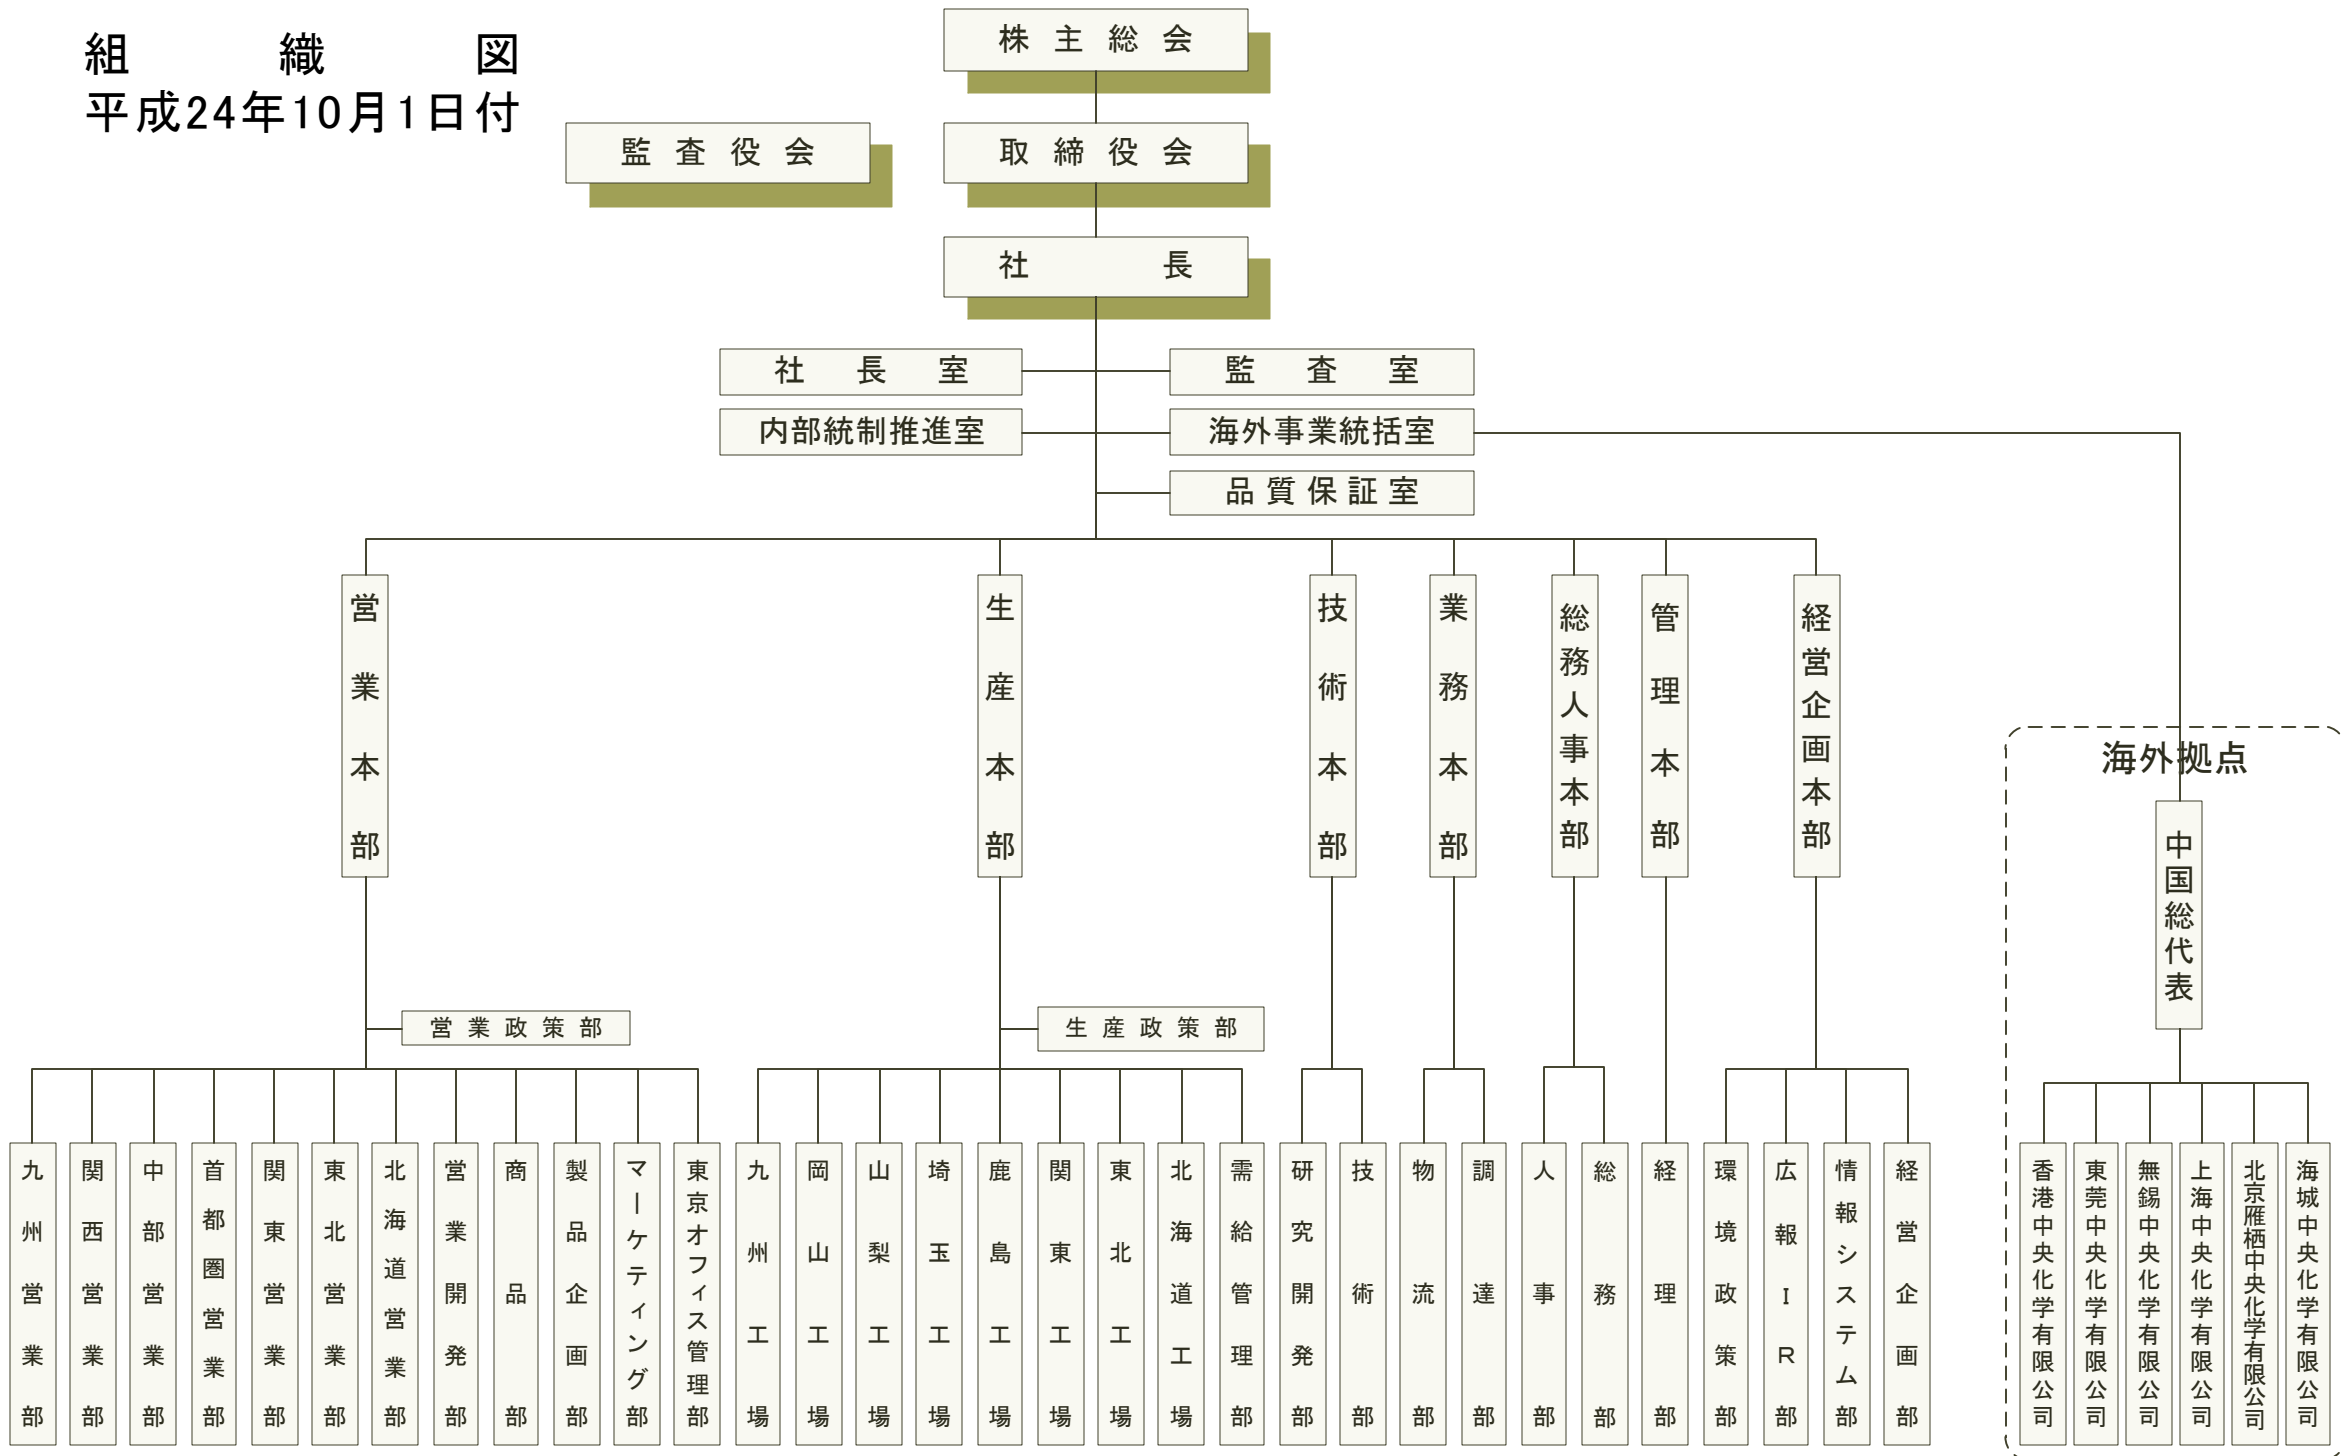 組織図
平成24年10月1日付
株主総会
監査役会
取締役会
社長
社長室
監査室
内部統制推進室
海外事業統括室
品質保証室
営業本部
生産本部
技術本部
業務本部
総務人事本部
管理本部
経営企画本部
海外拠点
中国総代表
営業政策部
生産政策部
九州営業部
関西営業部
中部営業部
首都圏営業部
関東営業部
東北営業部
北海道営業部
営業開発部
商品部
製品企画部
マーケティング部
東京オフィス管理部
九州工場
岡山工場
山梨工場
埼玉工場
鹿島工場
関東工場
東北工場
北海道工場
需給管理部
研究開発部
技術部
物流部
調達部
人事部
総務部
経理部
環境政策部
広報IR部
情報システム部
経営企画部
香港中央化学有限公司
東莞中央化学有限公司
無錫中央化学有限公司
上海中央化学有限公司
北京雁栖中央化学有限公司
海城中央化学有限公司